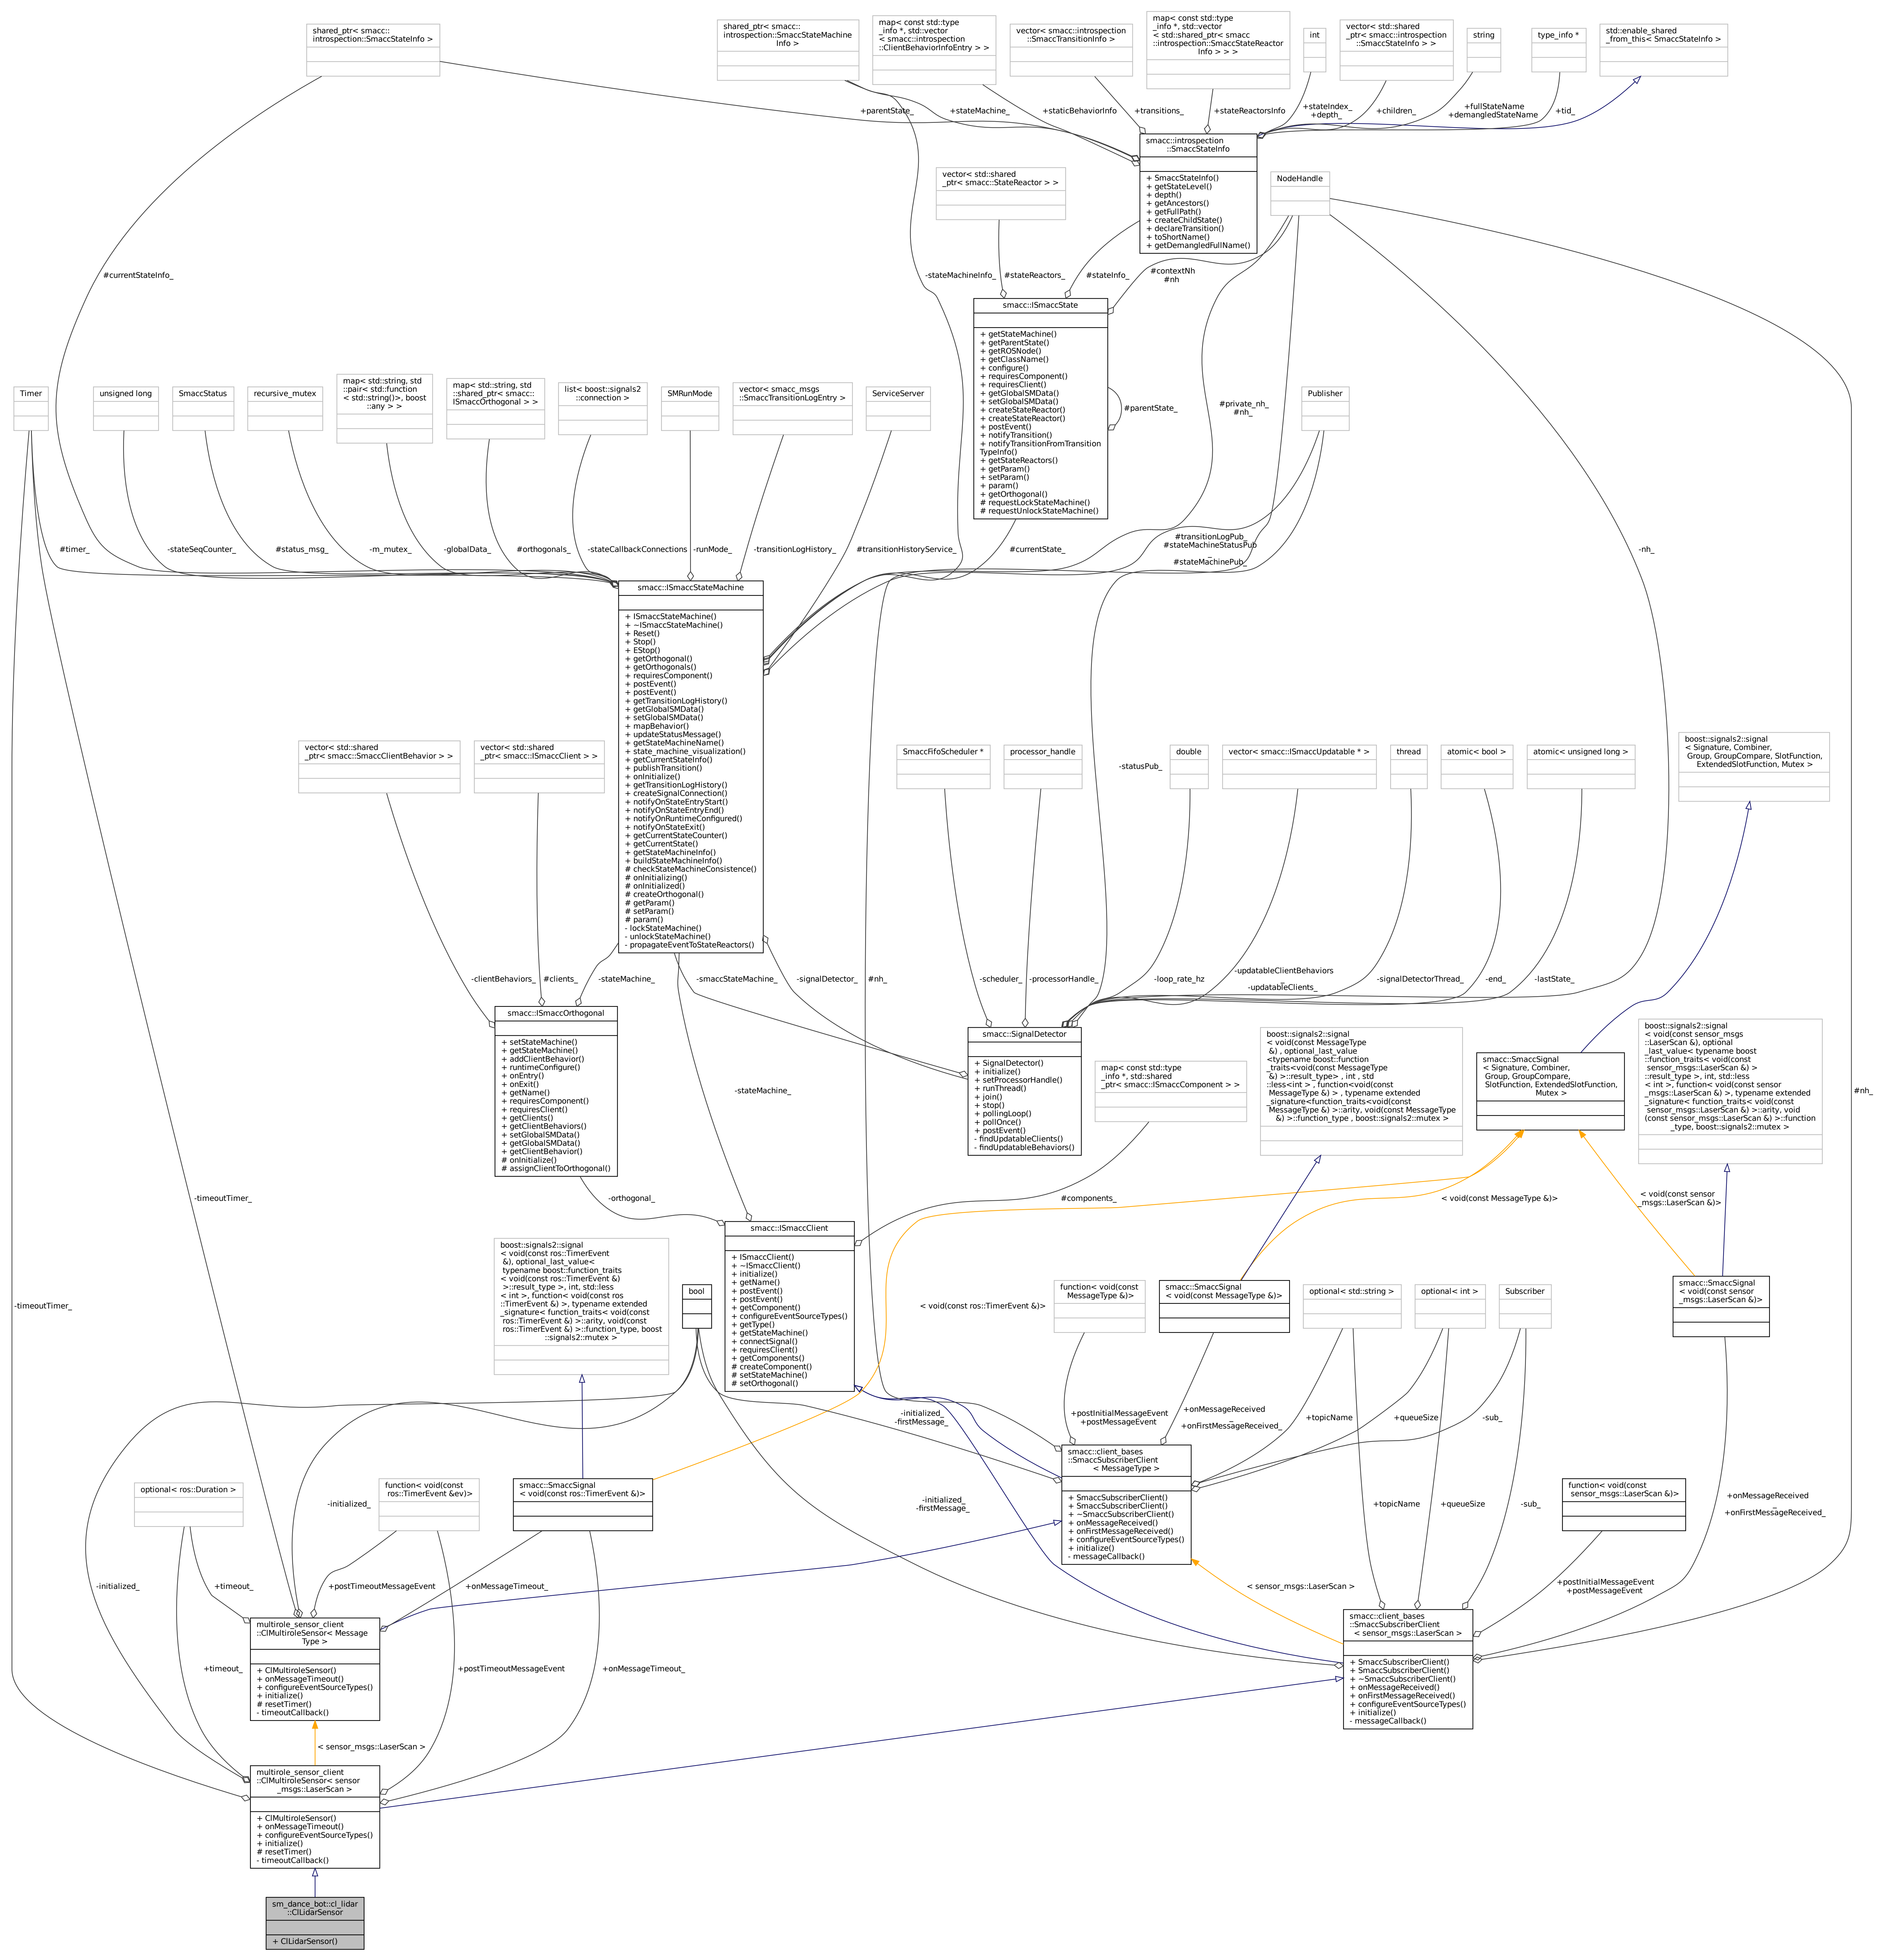 shared_ptr< smacc::
introspection::SmaccStateInfo >
shared_ptr< smacc::
introspection::SmaccStateMachine
Info >
map< const std::type
_info *, std::vector
< smacc::introspection
::ClientBehaviorInfoEntry > >
vector< smacc::introspection
::SmaccTransitionInfo >
map< const std::type
_info *, std::vector
< std::shared_ptr< smacc
::introspection::SmaccStateReactor
Info > > >
int
vector< std::shared
_ptr< smacc::introspection
::SmaccStateInfo > >
string
type_info *
std::enable_shared
_from_this< SmaccStateInfo >
+parentState_
+stateMachine_
+staticBehaviorInfo
+transitions_
+stateReactorsInfo
+stateIndex_
+depth_
+children_
+fullStateName
+demangledStateName
+tid_
smacc::introspection
::SmaccStateInfo
+ SmaccStateInfo()
+ getStateLevel()
+ depth()
+ getAncestors()
+ getFullPath()
+ createChildState()
+ declareTransition()
+ toShortName()
+ getDemangledFullName()
vector< std::shared
_ptr< smacc::StateReactor > >
NodeHandle
#currentStateInfo_
-stateMachineInfo_
#stateReactors_
#stateInfo_
#contextNh
#nh
smacc::ISmaccState
+ getStateMachine()
+ getParentState()
+ getROSNode()
+ getClassName()
+ configure()
+ requiresComponent()
+ requiresClient()
+ getGlobalSMData()
+ setGlobalSMData()
+ createStateReactor()
+ createStateReactor()
+ postEvent()
+ notifyTransition()
+ notifyTransitionFromTransition
TypeInfo()
+ getStateReactors()
+ getParam()
+ setParam()
+ param()
+ getOrthogonal()
# requestLockStateMachine()
# requestUnlockStateMachine()
#parentState_
#private_nh_
#nh_
Publisher
Timer
unsigned long
SmaccStatus
recursive_mutex
map< std::string, std
::pair< std::function
< std::string()>, boost
::any > >
map< std::string, std
::shared_ptr< smacc::
ISmaccOrthogonal > >
list< boost::signals2
::connection >
SMRunMode
vector< smacc_msgs
::SmaccTransitionLogEntry >
ServiceServer
#timer_
-stateSeqCounter_
#status_msg_
-m_mutex_
-globalData_
#orthogonals_
-stateCallbackConnections
-runMode_
-transitionLogHistory_
#transitionHistoryService_
#currentState_
#transitionLogPub_
#stateMachineStatusPub
_
#stateMachinePub_
-nh_
smacc::ISmaccStateMachine
+ ISmaccStateMachine()
+ ~ISmaccStateMachine()
+ Reset()
+ Stop()
+ EStop()
+ getOrthogonal()
+ getOrthogonals()
+ requiresComponent()
+ postEvent()
+ postEvent()
+ getTransitionLogHistory()
+ getGlobalSMData()
+ setGlobalSMData()
+ mapBehavior()
+ updateStatusMessage()
+ getStateMachineName()
+ state_machine_visualization()
+ getCurrentStateInfo()
+ publishTransition()
+ onInitialize()
+ getTransitionLogHistory()
+ createSignalConnection()
+ notifyOnStateEntryStart()
+ notifyOnStateEntryEnd()
+ notifyOnRuntimeConfigured()
+ notifyOnStateExit()
+ getCurrentStateCounter()
+ getCurrentState()
+ getStateMachineInfo()
+ buildStateMachineInfo()
# checkStateMachineConsistence()
# onInitializing()
# onInitialized()
# createOrthogonal()
# getParam()
# setParam()
# param()
- lockStateMachine()
- unlockStateMachine()
- propagateEventToStateReactors()
vector< std::shared
_ptr< smacc::SmaccClientBehavior > >
vector< std::shared
_ptr< smacc::ISmaccClient > >
SmaccFifoScheduler *
processor_handle
-statusPub_
double
vector< smacc::ISmaccUpdatable * >
thread
atomic< bool >
atomic< unsigned long >
boost::signals2::signal
< Signature, Combiner,
Group, GroupCompare, SlotFunction,
ExtendedSlotFunction, Mutex >
-clientBehaviors_
#clients_
-stateMachine_
-smaccStateMachine_
-signalDetector_
#nh_
-scheduler_
-processorHandle_
-loop_rate_hz
-updatableClientBehaviors
_
-updatableClients_
-signalDetectorThread_
-end_
-lastState_
smacc::ISmaccOrthogonal
+ setStateMachine()
+ getStateMachine()
+ addClientBehavior()
+ runtimeConfigure()
+ onEntry()
+ onExit()
+ getName()
+ requiresComponent()
+ requiresClient()
+ getClients()
+ getClientBehaviors()
+ setGlobalSMData()
+ getGlobalSMData()
+ getClientBehavior()
# onInitialize()
# assignClientToOrthogonal()
smacc::SignalDetector
+ SignalDetector()
+ initialize()
+ setProcessorHandle()
+ runThread()
+ join()
+ stop()
+ pollingLoop()
+ pollOnce()
+ postEvent()
- findUpdatableClients()
- findUpdatableBehaviors()
map< const std::type
_info *, std::shared
_ptr< smacc::ISmaccComponent > >
boost::signals2::signal
< void(const MessageType
&) , optional_last_value
<typename boost::function
_traits<void(const MessageType
&) >::result_type> , int , std
::less<int > , function<void(const
MessageType &) > , typename extended
_signature<function_traits<void(const
MessageType &) >::arity, void(const MessageType
&) >::function_type , boost::signals2::mutex >
smacc::SmaccSignal
< Signature, Combiner,
Group, GroupCompare,
SlotFunction, ExtendedSlotFunction,
Mutex >
boost::signals2::signal
< void(const sensor_msgs
::LaserScan &), optional
_last_value< typename boost
::function_traits< void(const
sensor_msgs::LaserScan &) >
::result_type >, int, std::less
< int >, function< void(const sensor
_msgs::LaserScan &) >, typename extended
_signature< function_traits< void(const
sensor_msgs::LaserScan &) >::arity, void
(const sensor_msgs::LaserScan &) >::function
_type, boost::signals2::mutex >
-stateMachine_
#nh_
-timeoutTimer_
-orthogonal_
#components_
< void(const MessageType &)>
< void(const sensor
_msgs::LaserScan &)>
smacc::ISmaccClient
+ ISmaccClient()
+ ~ISmaccClient()
+ initialize()
+ getName()
+ postEvent()
+ postEvent()
+ getComponent()
+ configureEventSourceTypes()
+ getType()
+ getStateMachine()
+ connectSignal()
+ requiresClient()
+ getComponents()
# createComponent()
# setStateMachine()
# setOrthogonal()
boost::signals2::signal
< void(const ros::TimerEvent
&), optional_last_value<
typename boost::function_traits
< void(const ros::TimerEvent &)
>::result_type >, int, std::less
< int >, function< void(const ros
::TimerEvent &) >, typename extended
_signature< function_traits< void(const
ros::TimerEvent &) >::arity, void(const
ros::TimerEvent &) >::function_type, boost
::signals2::mutex >
bool
-timeoutTimer_
< void(const ros::TimerEvent &)>
function< void(const
MessageType &)>
smacc::SmaccSignal
< void(const MessageType &)>
optional< std::string >
optional< int >
Subscriber
smacc::SmaccSignal
< void(const sensor
_msgs::LaserScan &)>
-initialized_
-firstMessage_
+postInitialMessageEvent
+postMessageEvent
+onMessageReceived
_
+onFirstMessageReceived_
+topicName
+queueSize
-sub_
smacc::client_bases
::SmaccSubscriberClient
< MessageType >
+ SmaccSubscriberClient()
+ SmaccSubscriberClient()
+ ~SmaccSubscriberClient()
+ onMessageReceived()
+ onFirstMessageReceived()
+ configureEventSourceTypes()
+ initialize()
- messageCallback()
optional< ros::Duration >
function< void(const
ros::TimerEvent &ev)>
smacc::SmaccSignal
< void(const ros::TimerEvent &)>
function< void(const
sensor_msgs::LaserScan &)>
-initialized_
-initialized_
-firstMessage_
+topicName
+queueSize
-sub_
+onMessageReceived
_
+onFirstMessageReceived_
-initialized_
+timeout_
+postTimeoutMessageEvent
+onMessageTimeout_
< sensor_msgs::LaserScan >
+postInitialMessageEvent
+postMessageEvent
multirole_sensor_client
::ClMultiroleSensor< Message
Type >
+ ClMultiroleSensor()
+ onMessageTimeout()
+ configureEventSourceTypes()
+ initialize()
# resetTimer()
- timeoutCallback()
smacc::client_bases
::SmaccSubscriberClient
< sensor_msgs::LaserScan >
+ SmaccSubscriberClient()
+ SmaccSubscriberClient()
+ ~SmaccSubscriberClient()
+ onMessageReceived()
+ onFirstMessageReceived()
+ configureEventSourceTypes()
+ initialize()
- messageCallback()
+timeout_
+postTimeoutMessageEvent
+onMessageTimeout_
< sensor_msgs::LaserScan >
multirole_sensor_client
::ClMultiroleSensor< sensor
_msgs::LaserScan >
+ ClMultiroleSensor()
+ onMessageTimeout()
+ configureEventSourceTypes()
+ initialize()
# resetTimer()
- timeoutCallback()
sm_dance_bot::cl_lidar
::ClLidarSensor
+ ClLidarSensor()